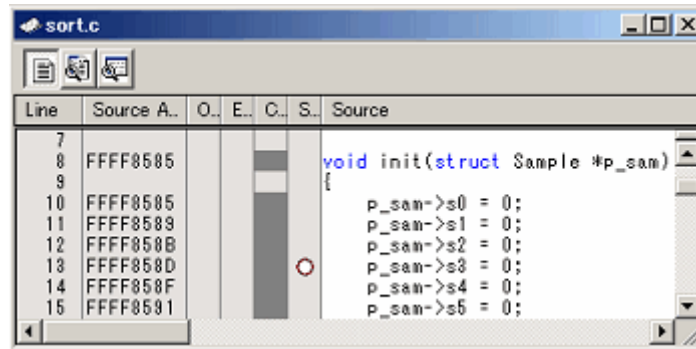 sort.c
Line Source A.. O.. E.. C.. S.. Source
7
8 FFFF8585 void init(struct Sample *p_sam)
9 {
10 FFFF8585 p_sam->s0 = 0;
11 FFFF8589 p_sam->s1 = 0;
12 FFFF858B p_sam->s2 = 0;
13 FFFF858D p_sam->s3 = 0;
14 FFFF858F p_sam->s4 = 0;
15 FFFF8591 p_sam->s5 = 0;